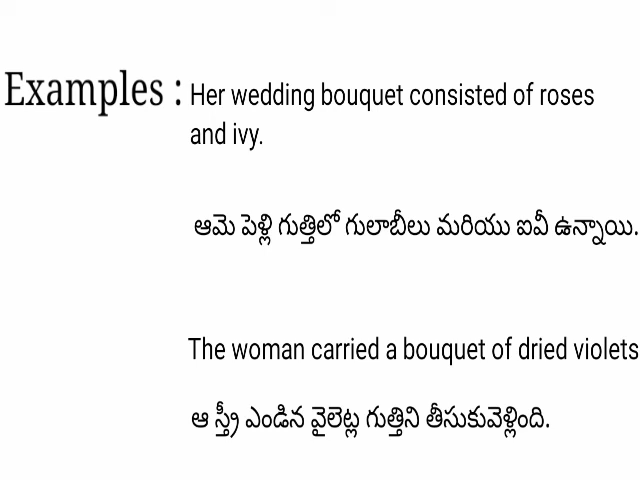 Examples : Her wedding bouquet consisted of roses
and ivy.
ఆమె పెళ్లి గుత్తిలో గులాబీలు మరియు ఐవీ ఉన్నాయి.
The woman carried a bouquet of dried violets
ఆ స్త్రీ ఎండిన వైలెట్ల గుత్తిని తీసుకువెళ్లింది.